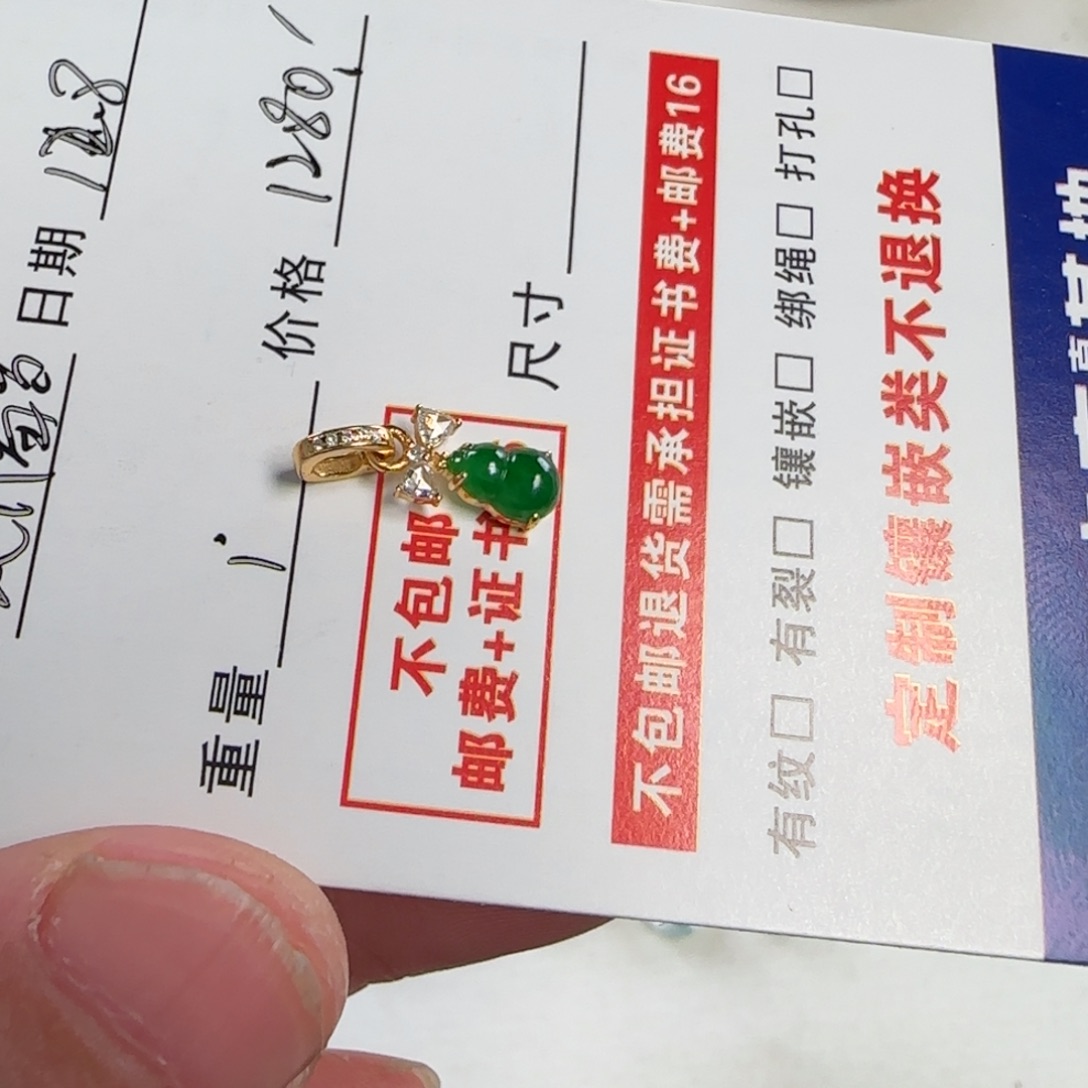 日期
价格 1280
重量
尺寸
不包邮
邮费+证书
不包邮退货需承担证书费+邮费16
有纹□ 有裂□ 镶嵌□ 绑绳□ 打孔□
定制镶嵌类不退换